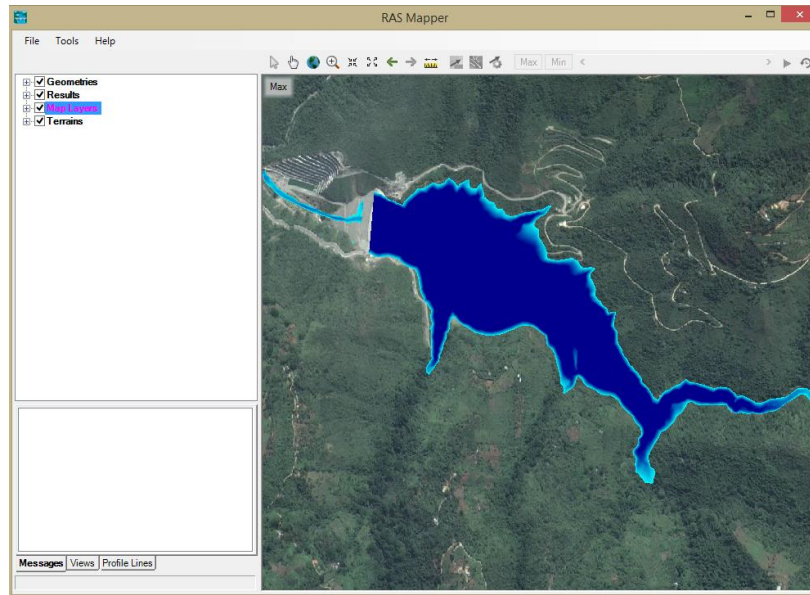 RAS Mapper
File Tools Help
Max Min
Geometries
Results
Map Layers
Terrains
Max
Messages Views Profile Lines